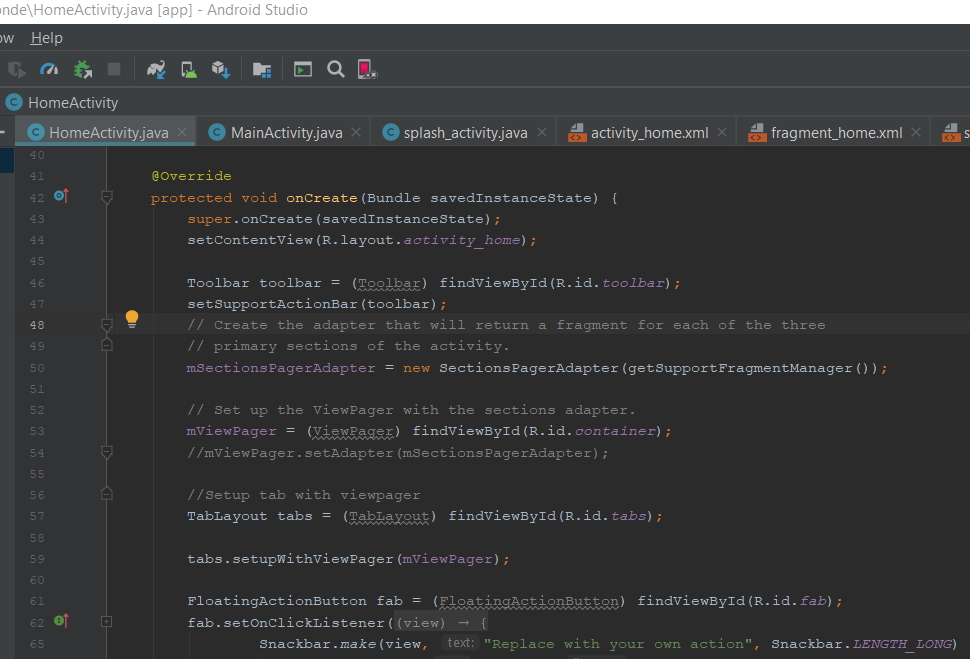 onde\HomeActivity.java [app] - Android Studio
ow Help
HomeActivity
HomeActivity.java MainActivity.java splash_activity.java activity_home.xml fragment_home.xml s
40
41 @Override
42 protected void onCreate(Bundle savedInstanceState) {
43 super.onCreate(savedInstanceState);
44 setContentView(R.layout.activity_home);
45
46 Toolbar toolbar = (Toolbar) findViewById(R.id.toolbar);
47 setSupportActionBar(toolbar);
48 // Create the adapter that will return a fragment for each of the three
49 // primary sections of the activity.
50 mSectionsPagerAdapter = new SectionsPagerAdapter(getSupportFragmentManager());
51
52 // Set up the ViewPager with the sections adapter.
53 mViewPager = (ViewPager) findViewById(R.id.container);
54 //mViewPager.setAdapter(mSectionsPagerAdapter);
55
56 //Setup tab with viewpager
57 TabLayout tabs = (TabLayout) findViewById(R.id.tabs);
58
59 tabs.setupWithViewPager(mViewPager);
60
61 FloatingActionButton fab = (FloatingActionButton) findViewById(R.id.fab);
62 fab.setOnClickListener((view) → {
65 Snackbar.make(view, text: "Replace with your own action", Snackbar.LENGTH_LONG)